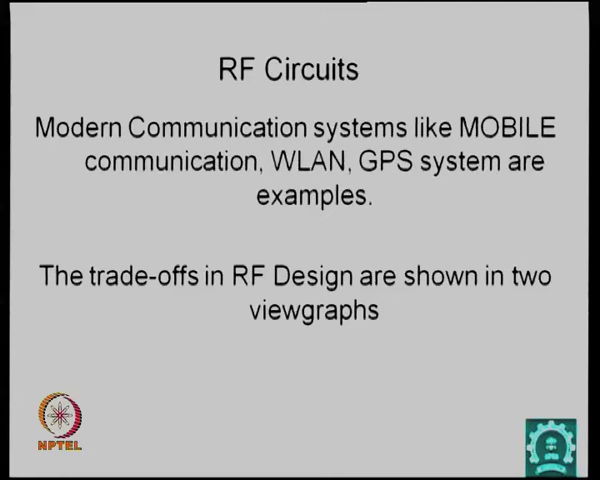 RF Circuits
Modern Communication systems like MOBILE
communication, WLAN, GPS system are
examples.
The trade-offs in RF Design are shown in two
viewgraphs
NPTEL